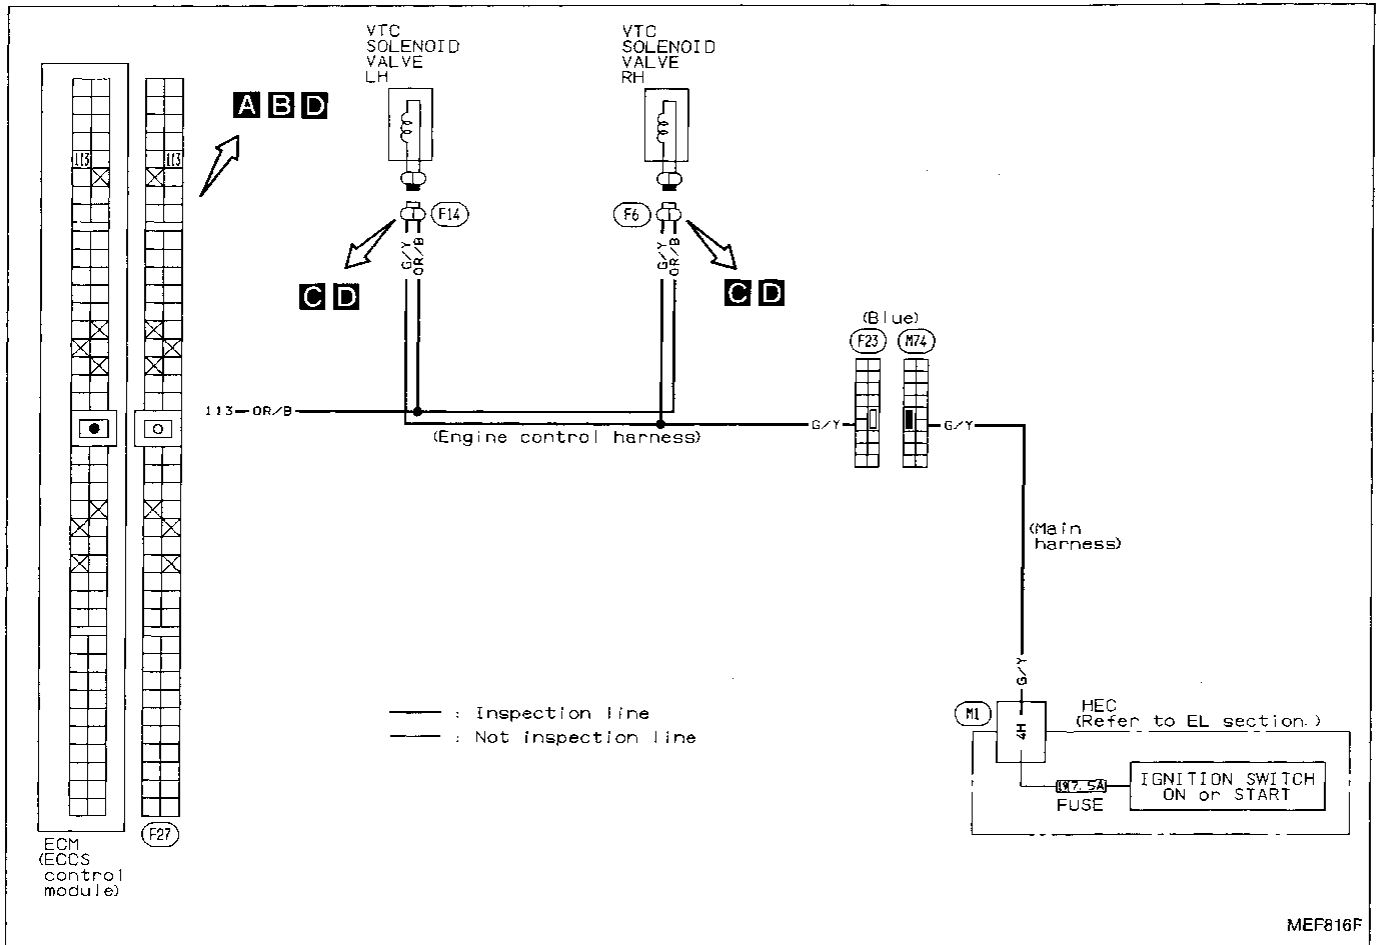 VTC
SOLENOID
VALVE
LH
VTC
SOLENOID
VALVE
RH
A B D
113
113
F14
F6
G/Y
OR/B
G/Y
OR/B
C D
C D
(Blue)
F23
M74
113
OR/B
(Engine control harness)
G/Y
G/Y
(Main
harness)
G/Y
: Inspection line
: Not inspection line
M1
4H
HEC
(Refer to EL section.)
19 7.5A
FUSE
IGNITION SWITCH
ON or START
F27
ECM
(ECCS
control
module)
MEF816F